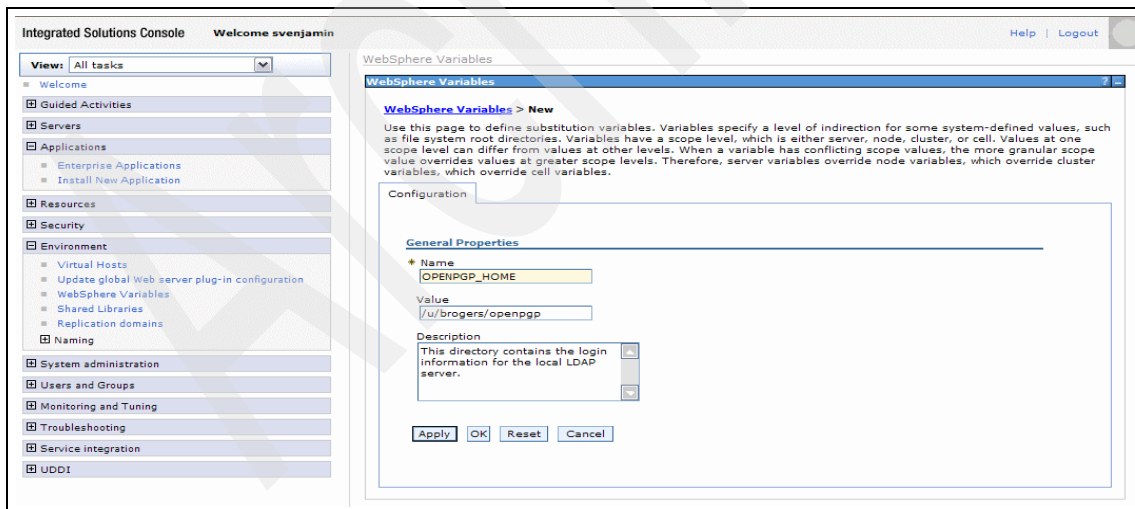 Integrated Solutions Console Welcome svenjamin Help | Logout
View: All tasks
Welcome
Guided Activities
Servers
Applications
Enterprise Applications
Install New Application
Resources
Security
Environment
Virtual Hosts
Update global Web server plug-in configuration
WebSphere Variables
Shared Libraries
Replication domains
Naming
System administration
Users and Groups
Monitoring and Tuning
Troubleshooting
Service integration
UDDI
WebSphere Variables
WebSphere Variables ? -
WebSphere Variables > New
Use this page to define substitution variables. Variables specify a level of indirection for some system-defined values, such
as file system root directories. Variables have a scope level, which is either server, node, cluster, or cell. Values at one
scope level can differ from values at other levels. When a variable has conflicting scope values, the more granular scope
value overrides values at greater scope levels. Therefore, server variables override node variables, which override cluster
variables, which override cell variables.
Configuration
General Properties
* Name
OPENPGP_HOME
Value
/u/brogers/openpgp
Description
This directory contains the login
information for the local LDAP
server.
Apply OK Reset Cancel